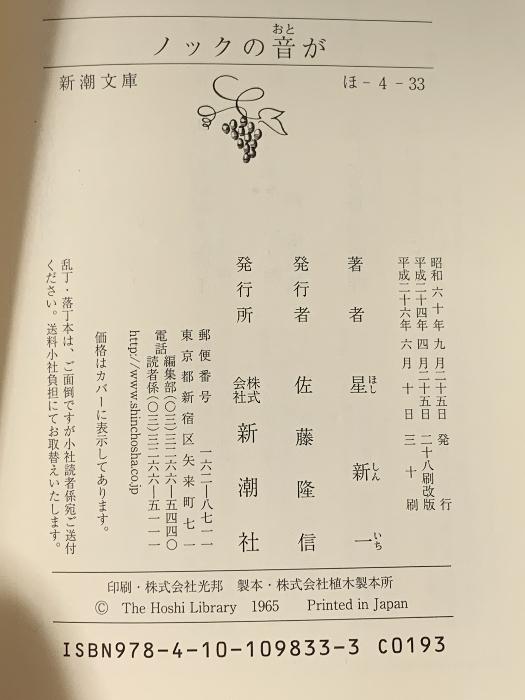 おと
ノックの音が
新潮文庫
ほ-4-33
昭和六十年九月二十五日 発行
平成二十四年四月二十五日 二十八刷改版
平成二十六年六月十日 三十刷
著者 星新一
ほし しん いち
発行者 佐藤隆信
発行所 株式会社 新潮社
郵便番号 一六二―八七一一
東京都新宿区矢来町七一
電話 編集部(〇三)三二六六―五四四〇
読者係(〇三)三二六六―五一一一
http://www.shinchosha.co.jp
価格はカバーに表示してあります。
乱丁・落丁本は、ご面倒ですが小社読者係宛ご送付
ください。送料小社負担にてお取替えいたします。
印刷・株式会社光邦 製本・株式会社植木製本所
© The Hoshi Library 1965 Printed in Japan
ISBN978-4-10-109833-3 C0193